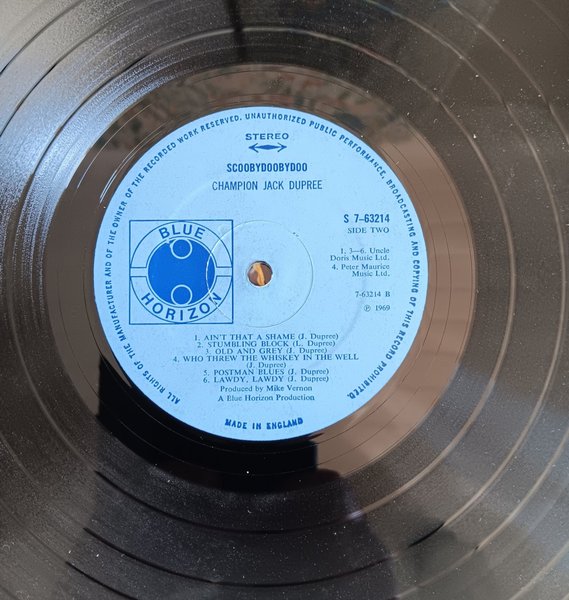 ALL RIGHTS OF THE MANUFACTURER AND OF THE OWNER OF THE RECORDED WORK RESERVED. UNAUTHORIZED PUBLIC PERFORMANCE, BROADCASTING AND COPYING OF THIS RECORD PROHIBITED.
STEREO
SCOOBYDOOBYDOO
CHAMPION JACK DUPREE
S 7-63214
SIDE TWO
BLUE
HORIZON
1, 3—6. Uncle
Doris Music Ltd.
4. Peter Maurice
Music Ltd.
7-63214 B
℗ 1969
1. AIN'T THAT A SHAME (J. Dupree)
2. STUMBLING BLOCK (L. Dupree)
3. OLD AND GREY (J. Dupree)
4. WHO THREW THE WHISKEY IN THE WELL
(J. Dupree)
5. POSTMAN BLUES (J. Dupree)
6. LAWDY, LAWDY (J. Dupree)
Produced by Mike Vernon
A Blue Horizon Production
MADE IN ENGLAND